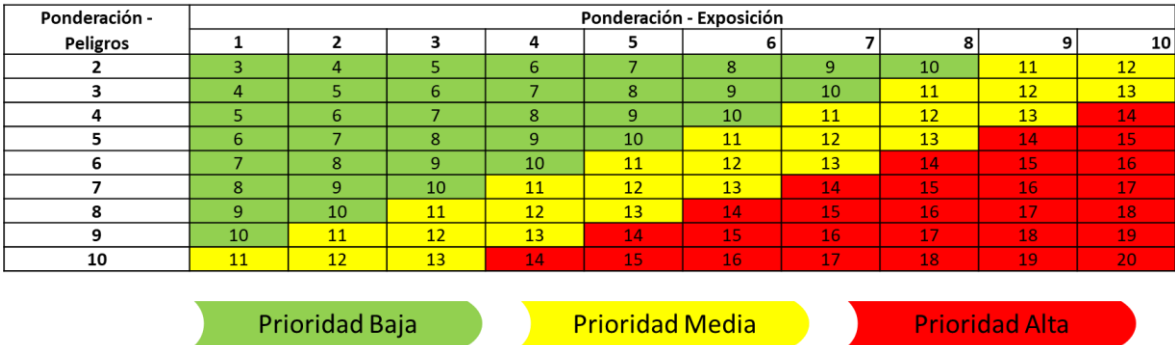 Ponderación - Peligros Ponderación - Exposición
1 2 3 4 5 6 7 8 9 10
2 3 4 5 6 7 8 9 10 11 12
3 4 5 6 7 8 9 10 11 12 13
4 5 6 7 8 9 10 11 12 13 14
5 6 7 8 9 10 11 12 13 14 15
6 7 8 9 10 11 12 13 14 15 16
7 8 9 10 11 12 13 14 15 16 17
8 9 10 11 12 13 14 15 16 17 18
9 10 11 12 13 14 15 16 17 18 19
10 11 12 13 14 15 16 17 18 19 20
Prioridad Baja Prioridad Media Prioridad Alta